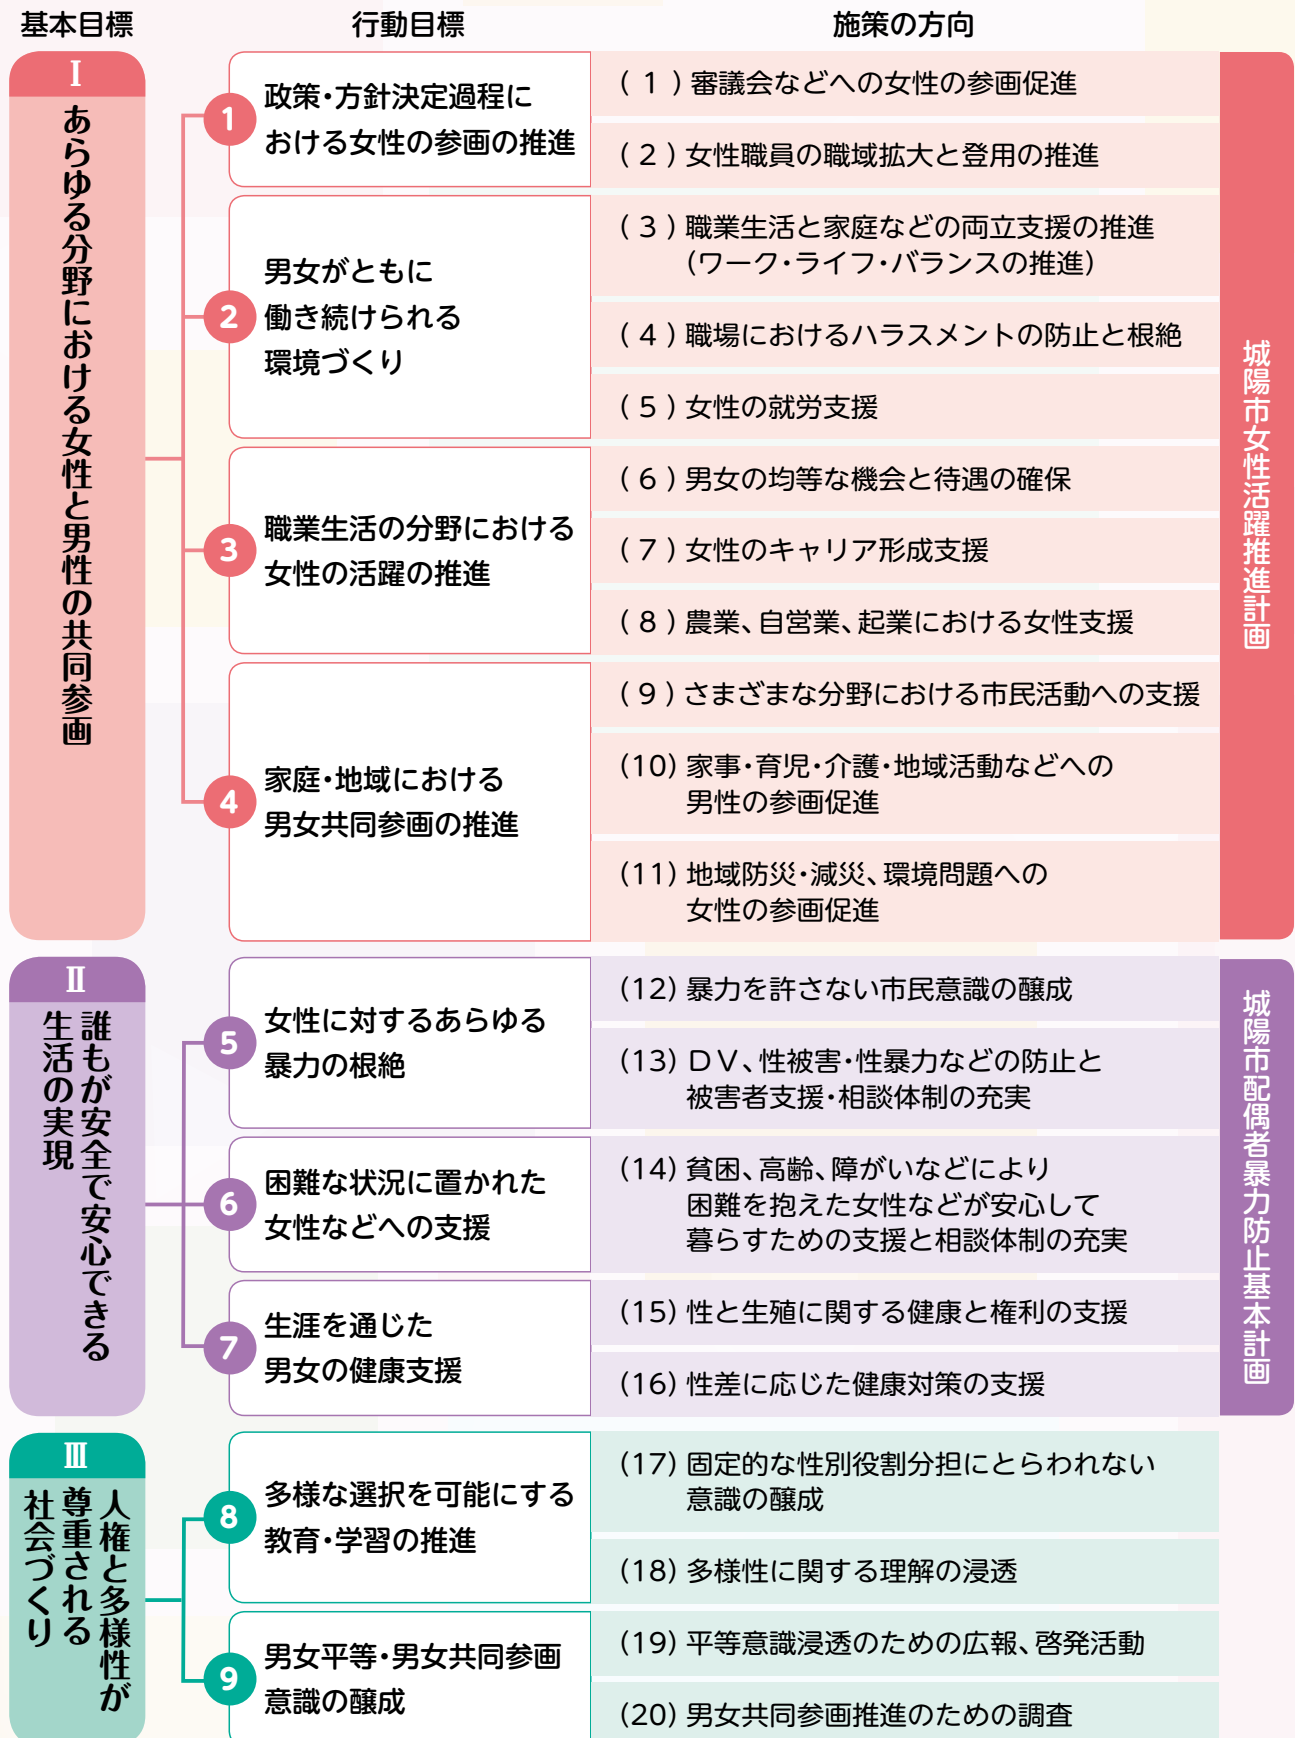 基本目標
行動目標
施策の方向
Ⅰ
あらゆる分野における女性と男性の共同参画
1
政策・方針決定過程に
おける女性の参画の推進
( 1 ) 審議会などへの女性の参画促進
( 2 ) 女性職員の職域拡大と登用の推進
2
男女がともに
働き続けられる
環境づくり
( 3 ) 職業生活と家庭などの両立支援の推進
(ワーク・ライフ・バランスの推進)
( 4 ) 職場におけるハラスメントの防止と根絶
( 5 ) 女性の就労支援
3
職業生活の分野における
女性の活躍の推進
( 6 ) 男女の均等な機会と待遇の確保
( 7 ) 女性のキャリア形成支援
( 8 ) 農業、自営業、起業における女性支援
4
家庭・地域における
男女共同参画の推進
( 9 ) さまざまな分野における市民活動への支援
(10) 家事・育児・介護・地域活動などへの
男性の参画促進
(11) 地域防災・減災、環境問題への
女性の参画促進
城陽市女性活躍推進計画
Ⅱ
誰もが安全で安心できる
生活の実現
5
女性に対するあらゆる
暴力の根絶
(12) 暴力を許さない市民意識の醸成
(13) DV、性被害・性暴力などの防止と
被害者支援・相談体制の充実
6
困難な状況に置かれた
女性などへの支援
(14) 貧困、高齢、障がいなどにより
困難を抱えた女性などが安心して
暮らすための支援と相談体制の充実
7
生涯を通じた
男女の健康支援
(15) 性と生殖に関する健康と権利の支援
(16) 性差に応じた健康対策の支援
城陽市配偶者暴力防止基本計画
Ⅲ
人権と多様性が
尊重される
社会づくり
8
多様な選択を可能にする
教育・学習の推進
(17) 固定的な性別役割分担にとらわれない
意識の醸成
(18) 多様性に関する理解の浸透
9
男女平等・男女共同参画
意識の醸成
(19) 平等意識浸透のための広報、啓発活動
(20) 男女共同参画推進のための調査